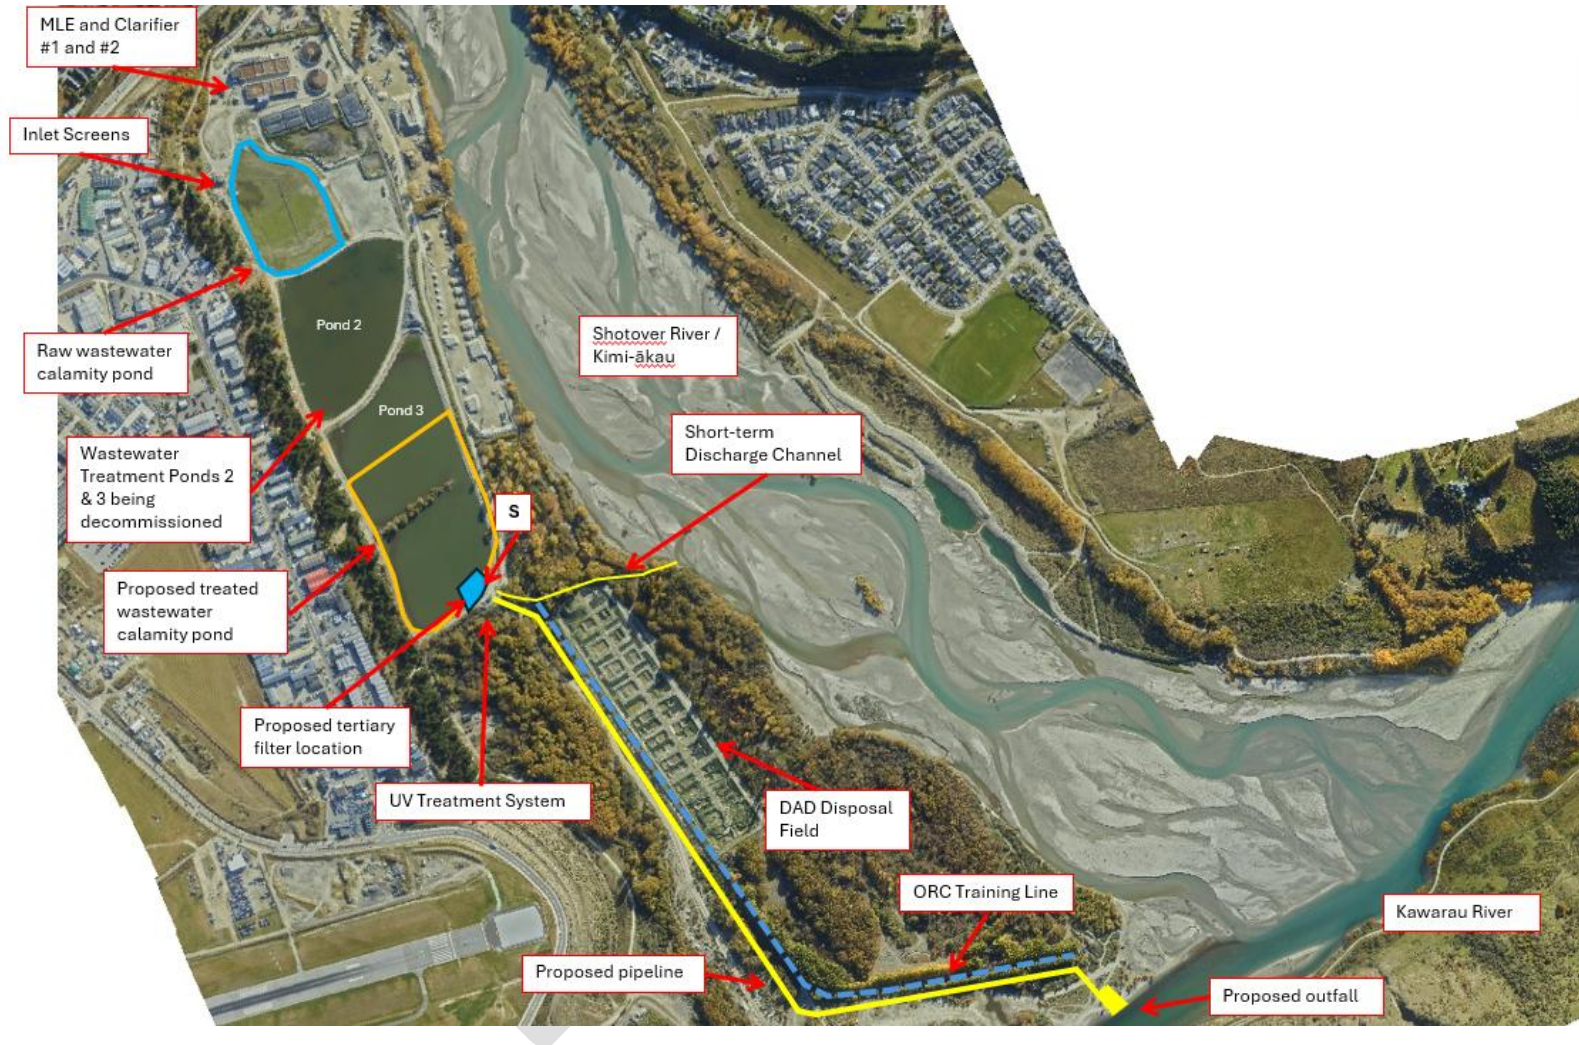 MLE and Clarifier
#1 and #2
Inlet Screens
Raw wastewater
calamity pond
Pond 2
Pond 3
Shotover River /
Kimi-ākau
Short-term
Discharge Channel
Wastewater
Treatment Ponds 2
& 3 being
decommissioned
S
Proposed treated
wastewater
calamity pond
Proposed tertiary
filter location
UV Treatment System
DAD Disposal
Field
ORC Training Line
Kawarau River
Proposed pipeline
Proposed outfall